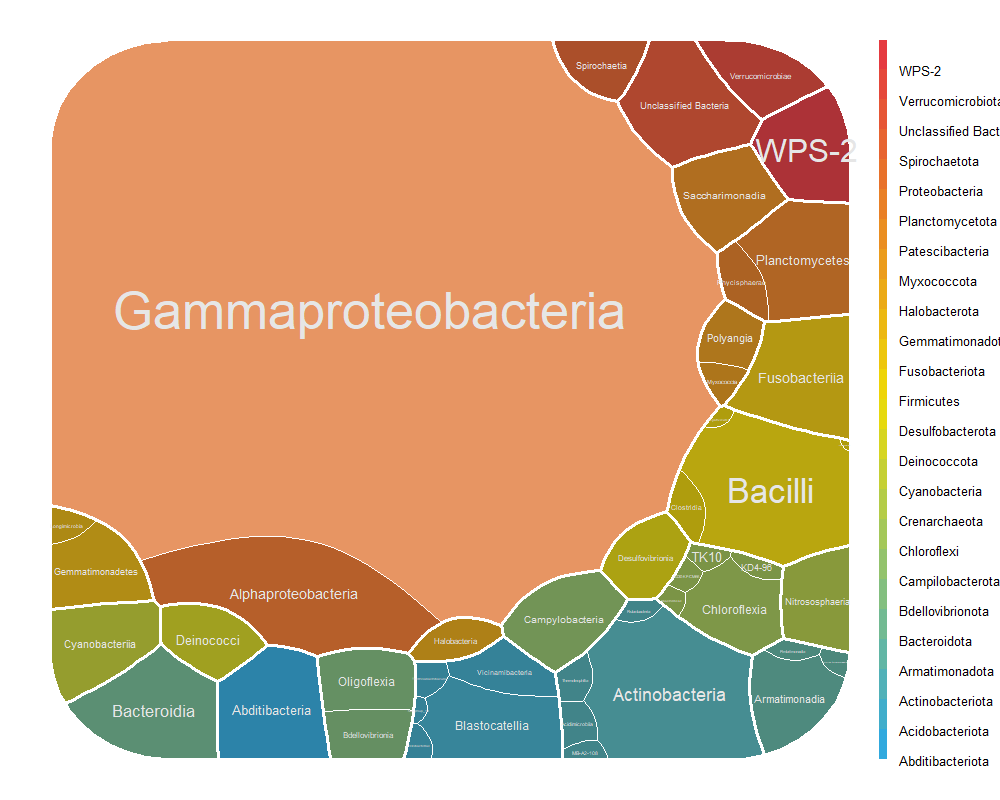 Spirochaetia
Verrucomicrobiae
Unclassified Bacteria
WPS-2
Saccharimonadia
Planctomycetes
Gammaproteobacteria
Polyangia
Myxococcia
Fusobacteriia
Bacilli
Clostridia
Gemmatimonadetes
Desulfovibrionia
TK10
KD4-96
Alphaproteobacteria
Nitrososphaeria
Chloroflexia
Campylobacteria
Halobacteria
Deinococci
Cyanobacteriia
Vicinamibacteria
Oligoflexia
Actinobacteria
Armatimonadia
Bacteroidia
Abditibacteria
Blastocatellia
Bdellovibrionia
MB-A2-108
WPS-2
Verrucomicrobiota
Unclassified Bact
Spirochaetota
Proteobacteria
Planctomycetota
Patescibacteria
Myxococcota
Halobacterota
Gemmatimonadot
Fusobacteriota
Firmicutes
Desulfobacterota
Deinococcota
Cyanobacteria
Crenarchaeota
Chloroflexi
Campilobacterota
Bdellovibrionota
Bacteroidota
Armatimonadota
Actinobacteriota
Acidobacteriota
Abditibacteriota